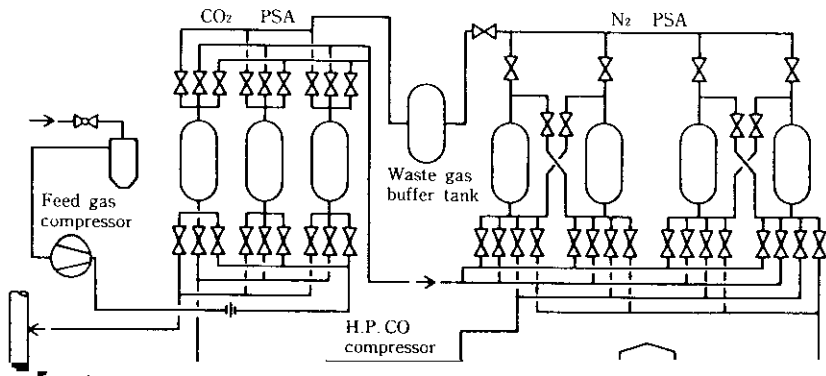 CO₂ PSA
N₂ PSA
Feed gas
compressor
Waste gas
buffer tank
H.P. CO
compressor